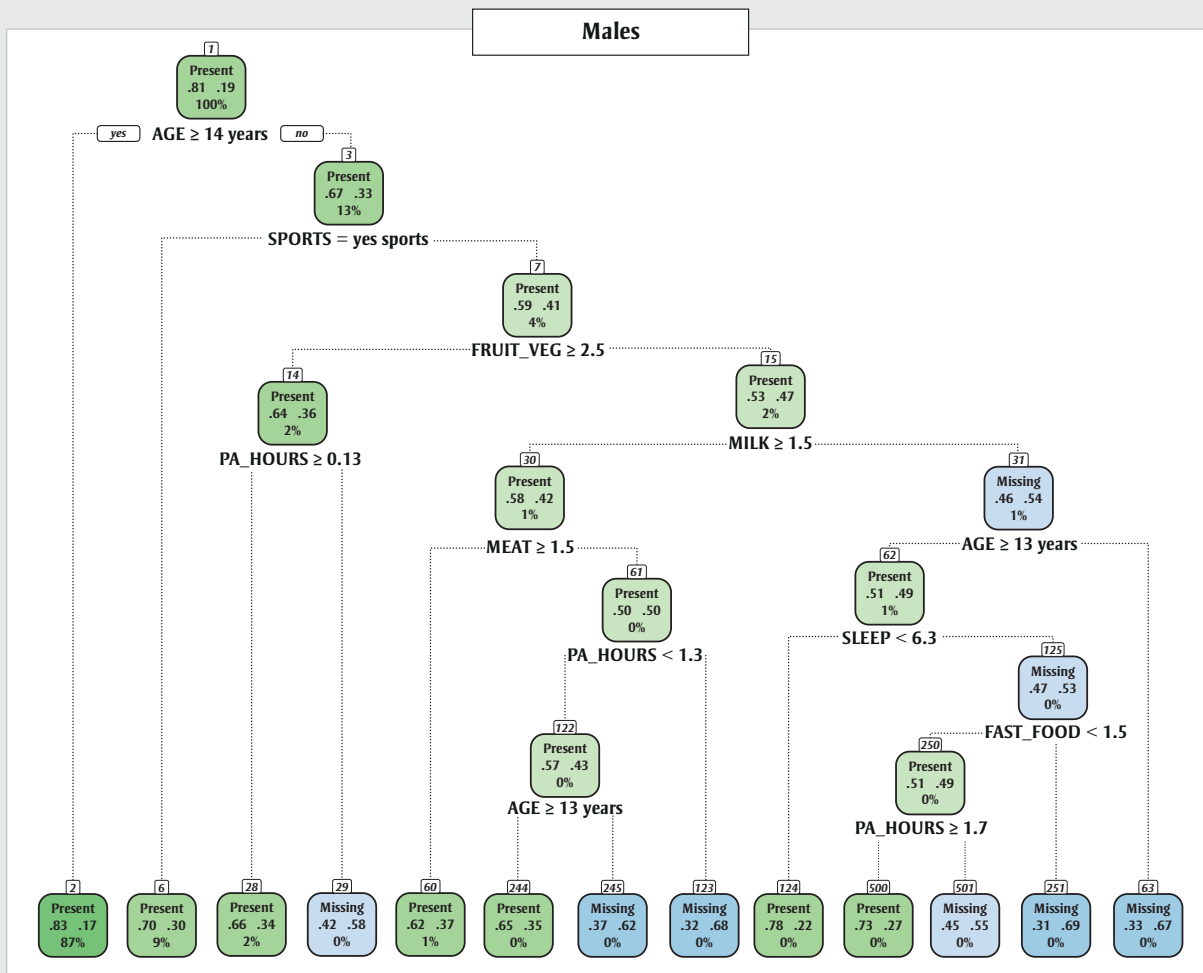 Males
1
Present
.81 .19
100%
yes AGE ≥ 14 years no
3
Present
.67 .33
13%
SPORTS = yes sports
7
Present
.59 .41
4%
FRUIT_VEG ≥ 2.5
14
Present
.64 .36
2%
PA_HOURS ≥ 0.13
15
Present
.53 .47
2%
MILK ≥ 1.5
30
Present
.58 .42
1%
MEAT ≥ 1.5
31
Missing
.46 .54
1%
AGE ≥ 13 years
61
Present
.50 .50
0%
PA_HOURS < 1.3
62
Present
.51 .49
1%
SLEEP < 6.3
125
Missing
.47 .53
0%
FAST_FOOD < 1.5
122
Present
.57 .43
0%
AGE ≥ 13 years
250
Present
.51 .49
0%
PA_HOURS ≥ 1.7
2
Present
.83 .17
87%
6
Present
.70 .30
9%
28
Present
.66 .34
2%
29
Missing
.42 .58
0%
60
Present
.62 .37
1%
244
Present
.65 .35
0%
245
Missing
.37 .62
0%
123
Missing
.32 .68
0%
124
Present
.78 .22
0%
500
Present
.73 .27
0%
501
Missing
.45 .55
0%
251
Missing
.31 .69
0%
63
Missing
.33 .67
0%